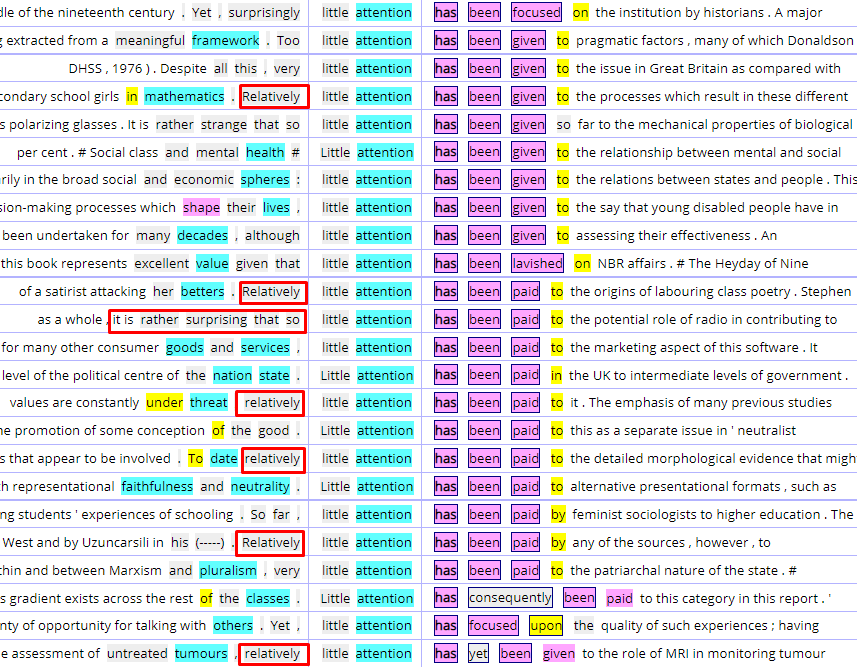 dle of the nineteenth century . Yet , surprisingly little attention has been focused on the institution by historians . A major
g extracted from a meaningful framework . Too little attention has been given to pragmatic factors , many of which Donaldson
DHSS , 1976 ) . Despite all this , very little attention has been given to the issue in Great Britain as compared with
condary school girls in mathematics . Relatively little attention has been given to the processes which result in these different
s polarizing glasses . It is rather strange that so little attention has been given so far to the mechanical properties of biological
per cent . # Social class and mental health # Little attention has been given to the relationship between mental and social
arily in the broad social and economic spheres : little attention has been given to the relations between states and people . This
sion-making processes which shape their lives , little attention has been given to the say that young disabled people have in
been undertaken for many decades , although little attention has been given to assessing their effectiveness . An
this book represents excellent value given that little attention has been lavished on NBR affairs . # The Heyday of Nine
of a satirist attacking her betters . Relatively little attention has been paid to the origins of labouring class poetry . Stephen
as a whole , it is rather surprising that so little attention has been paid to the potential role of radio in contributing to
for many other consumer goods and services , little attention has been paid to the marketing aspect of this software . It
level of the political centre of the nation state . Little attention has been paid in the UK to intermediate levels of government .
values are constantly under threat relatively little attention has been paid to it . The emphasis of many previous studies
he promotion of some conception of the good . Little attention has been paid to this as a separate issue in ' neutralist
s that appear to be involved . To date relatively little attention has been paid to the detailed morphological evidence that migh
h representational faithfulness and neutrality . Little attention has been paid to alternative presentational formats , such as
ng students ' experiences of schooling . So far , little attention has been paid by feminist sociologists to higher education . The
West and by Uzuncarsili in his (-----) . Relatively little attention has been paid by any of the sources , however , to
thin and between Marxism and pluralism , very little attention has been paid to the patriarchal nature of the state . #
s gradient exists across the rest of the classes . Little attention has consequently been paid to this category in this report . '
nty of opportunity for talking with others . Yet , little attention has focused upon the quality of such experiences ; having
e assessment of untreated tumours , relatively little attention has yet been given to the role of MRI in monitoring tumour